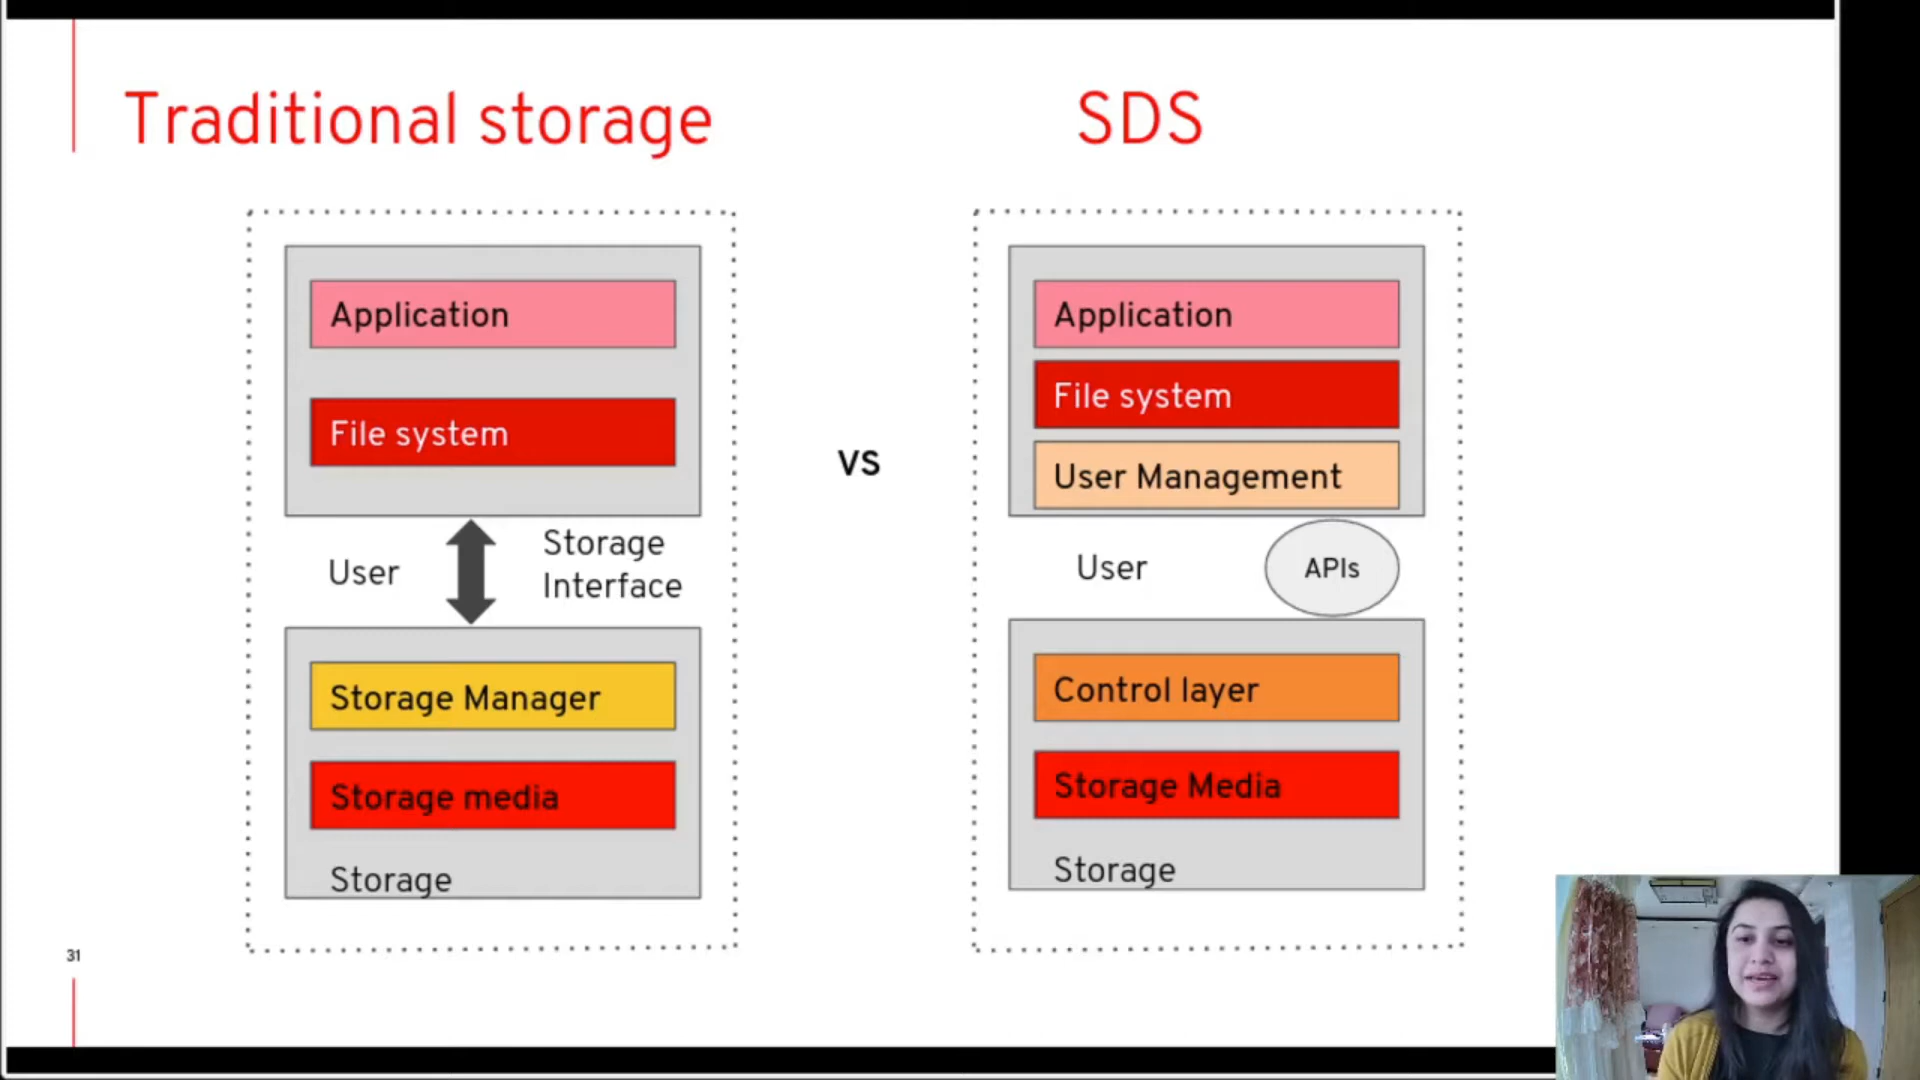 Traditional storage
SDS
Application
File system
User
Storage
Interface
Storage Manager
Storage media
Storage
vs
Application
File system
User Management
User
APIs
Control layer
Storage Media
Storage
31